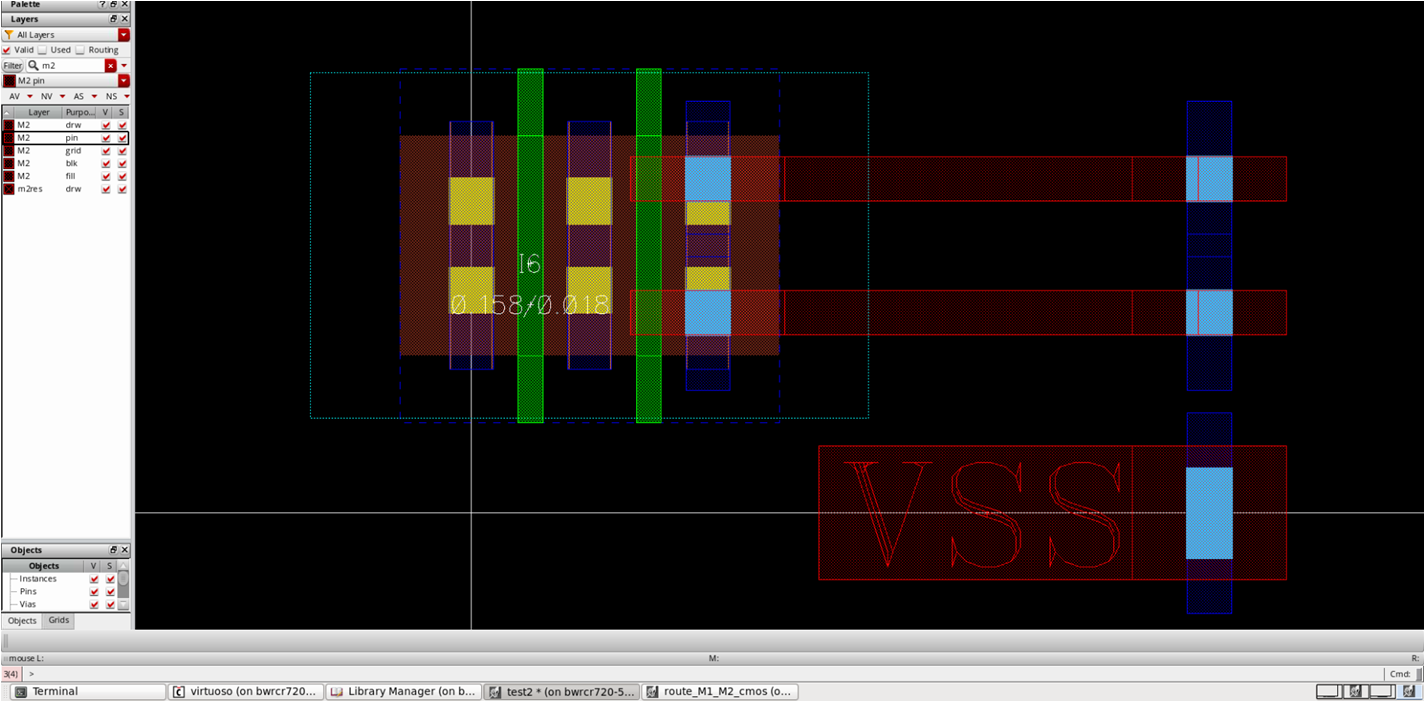 Palette
Layers
All Layers
Valid Used Routing
Filter m2
M2 pin
AV NV AS NS
Layer Purpo... V S
M2 drw
M2 pin
M2 grid
M2 blk
M2 fill
m2res drw
I6
0.158/0.018
VSS
Objects
Objects V S
Instances
Pins
Vias
Objects Grids
mouse L: M: R:
3(4) > Cmd:
Terminal virtuoso (on bwrcr720... Library Manager (on b... test2 * (on bwrcr720-5... route_M1_M2_cmos (o...